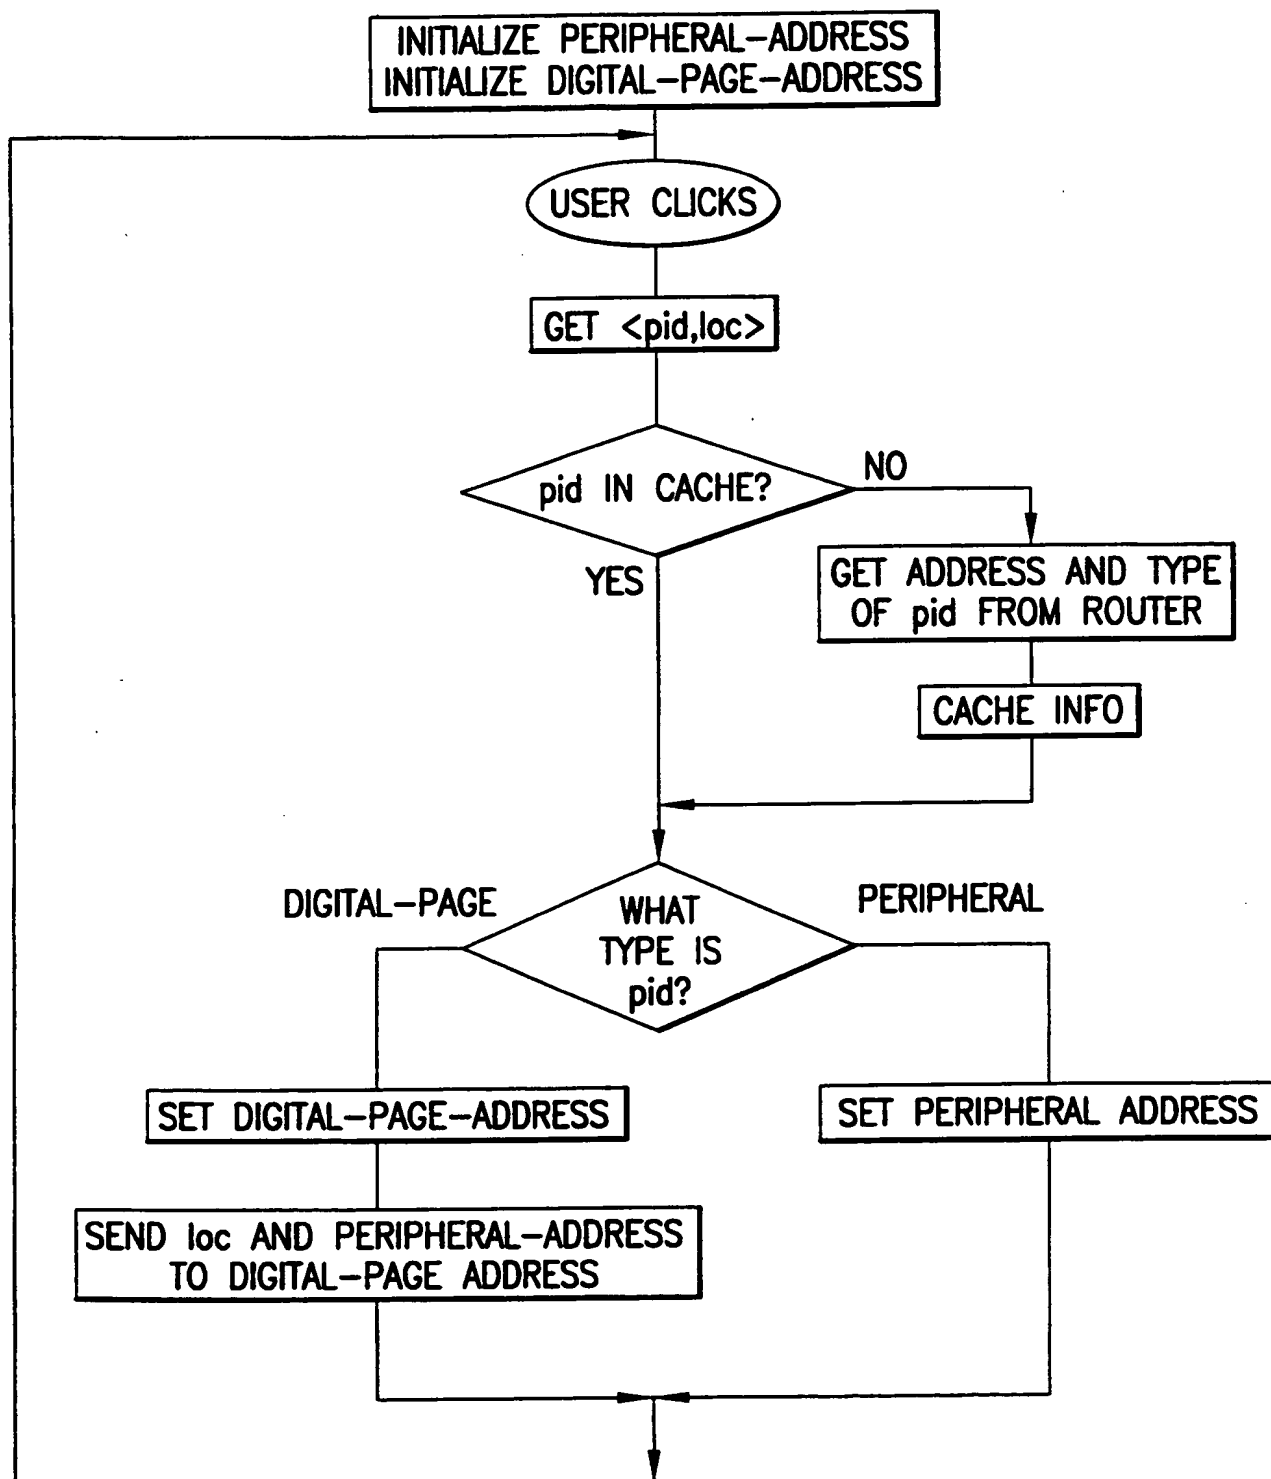 INITIALIZE PERIPHERAL-ADDRESS
INITIALIZE DIGITAL-PAGE-ADDRESS
USER CLICKS
GET <pid,loc>
pid IN CACHE?
NO
YES
GET ADDRESS AND TYPE
OF pid FROM ROUTER
CACHE INFO
DIGITAL-PAGE
WHAT
TYPE IS
pid?
PERIPHERAL
SET DIGITAL-PAGE-ADDRESS
SET PERIPHERAL ADDRESS
SEND loc AND PERIPHERAL-ADDRESS
TO DIGITAL-PAGE ADDRESS